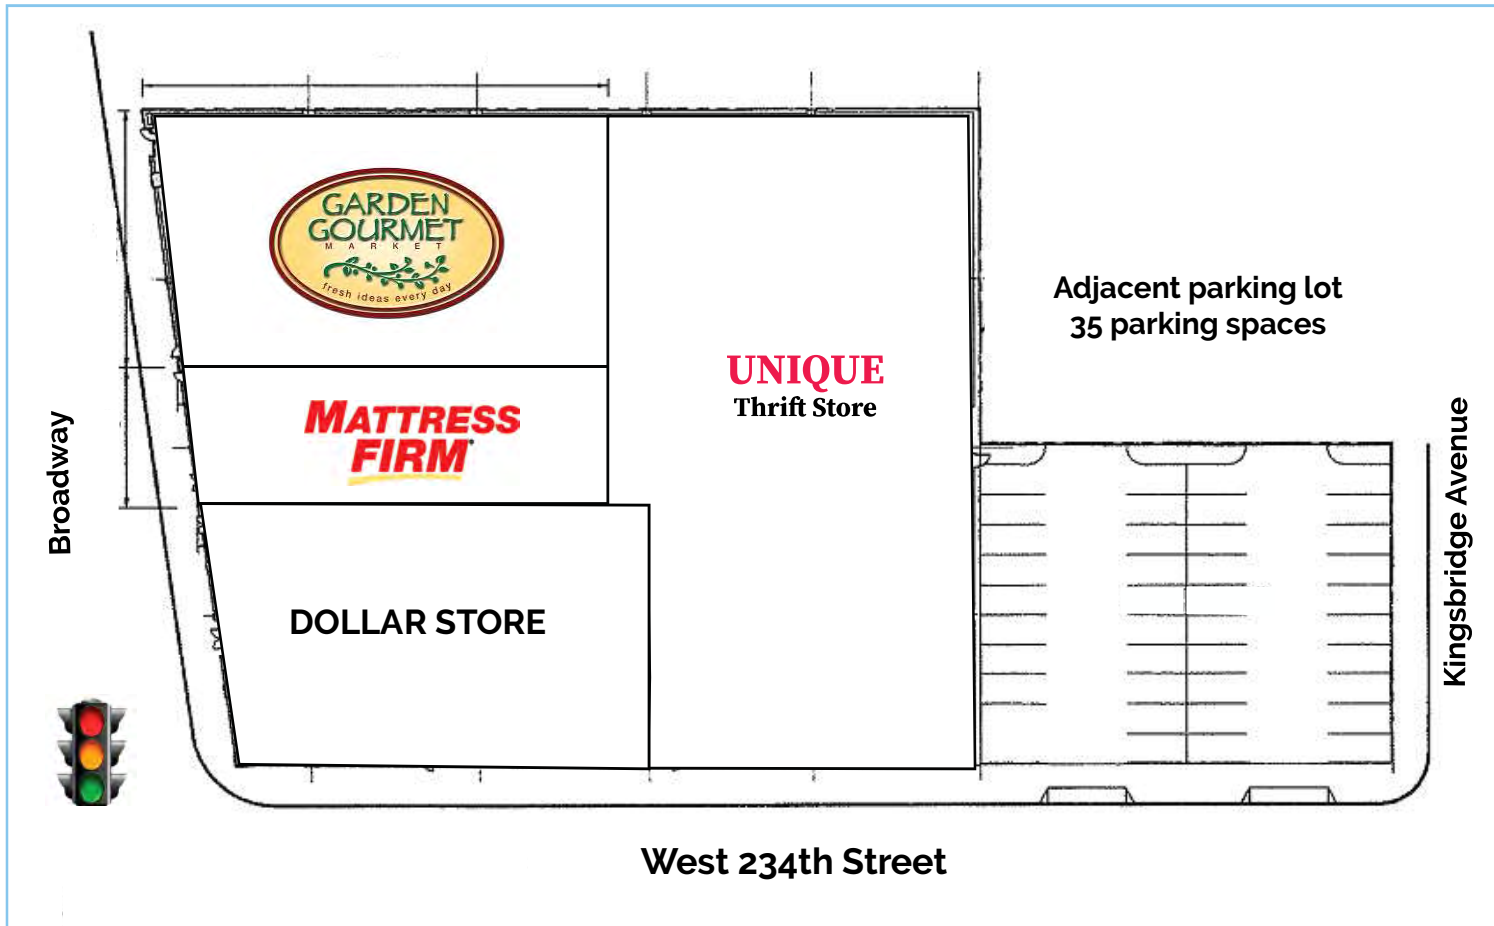 GARDEN
GOURMET
MARKET
fresh ideas every day
Adjacent parking lot
35 parking spaces
UNIQUE
Thrift Store
MATTRESS
FIRM
Broadway
Kingsbridge Avenue
DOLLAR STORE
West 234th Street